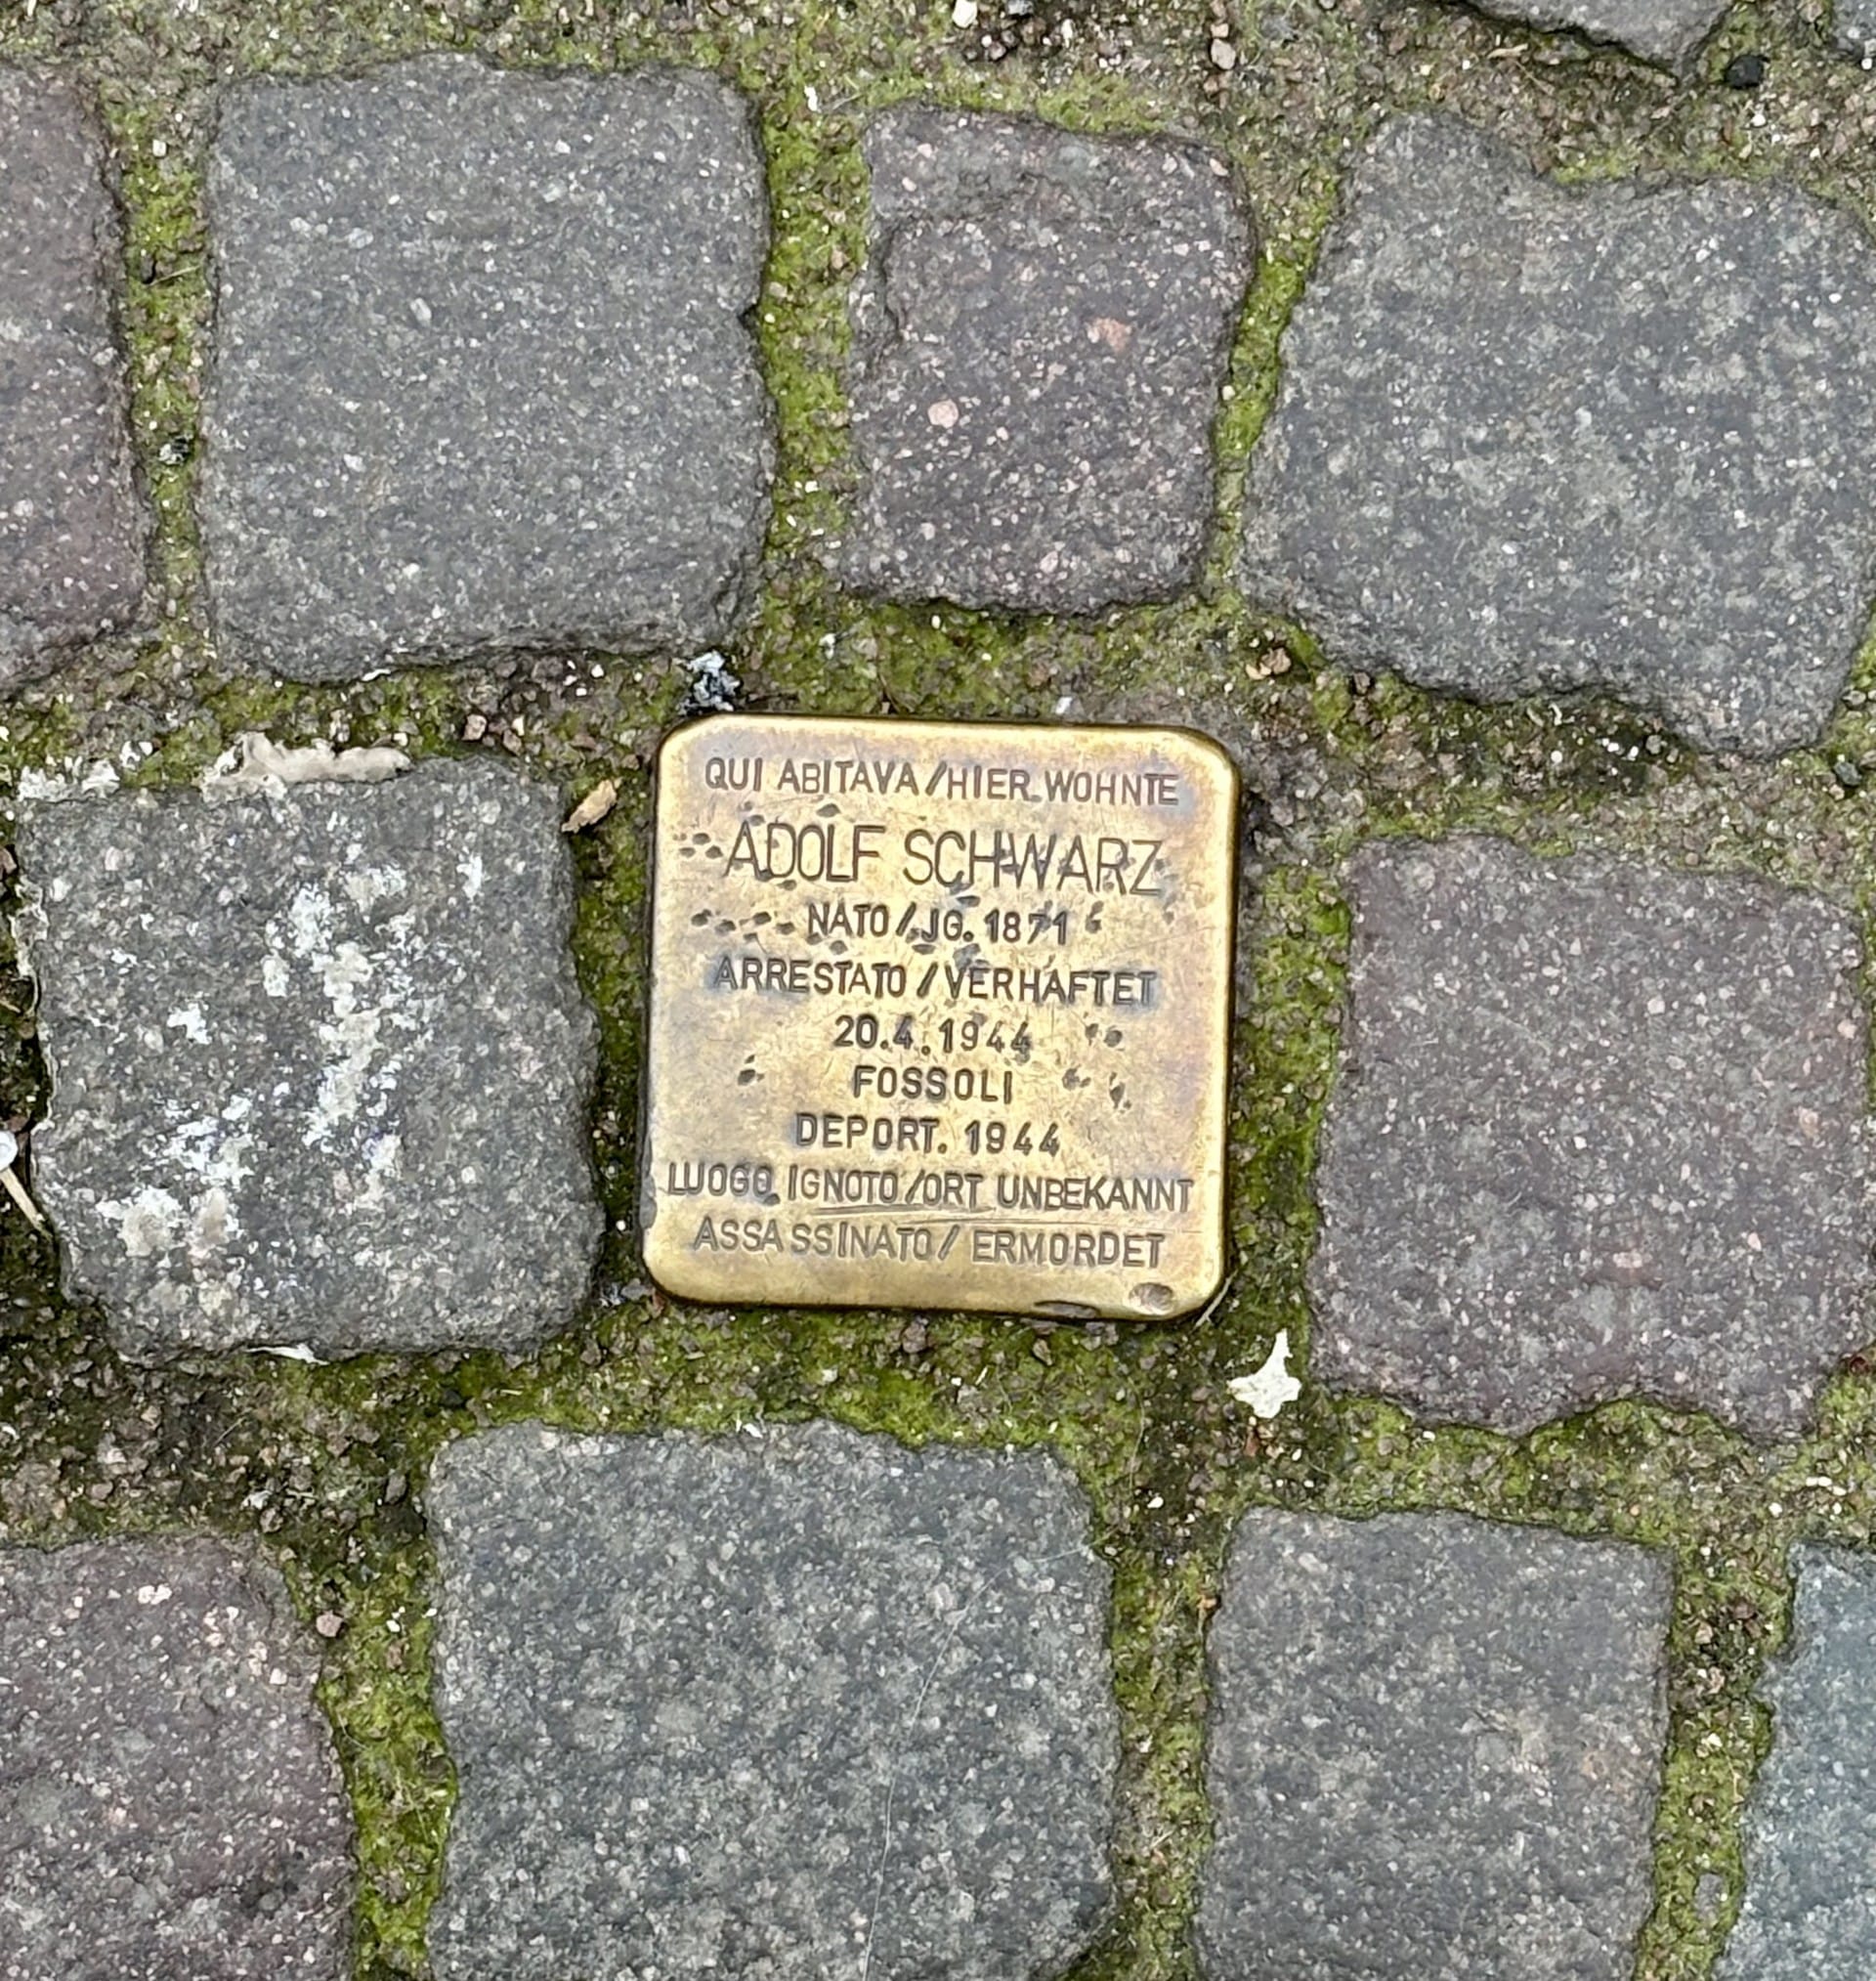 QUI ABITAVA/HIER WOHNTE
ADOLF SCHWARZ
NATO/JG. 1871
ARRESTATO/VERHAFTET
20.4.1944
FOSSOLI
DEPORT. 1944
LUOGO IGNOTO/ORT UNBEKANNT
ASSASSINATO/ERMORDET